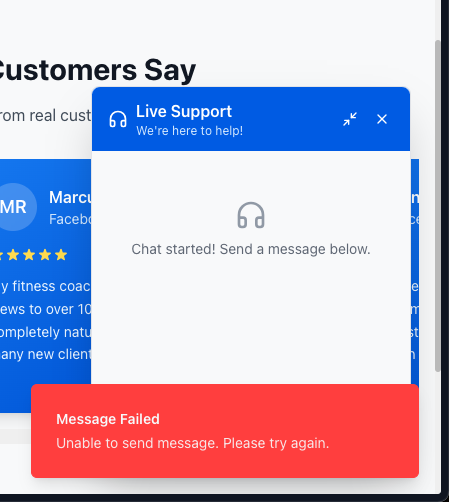 Customers Say
from real cust
Live Support
We're here to help!
MR
Marcu
Facebo
Chat started! Send a message below.
y fitness coac
ews to over 10
ompletely natu
any new client
Message Failed
Unable to send message. Please try again.